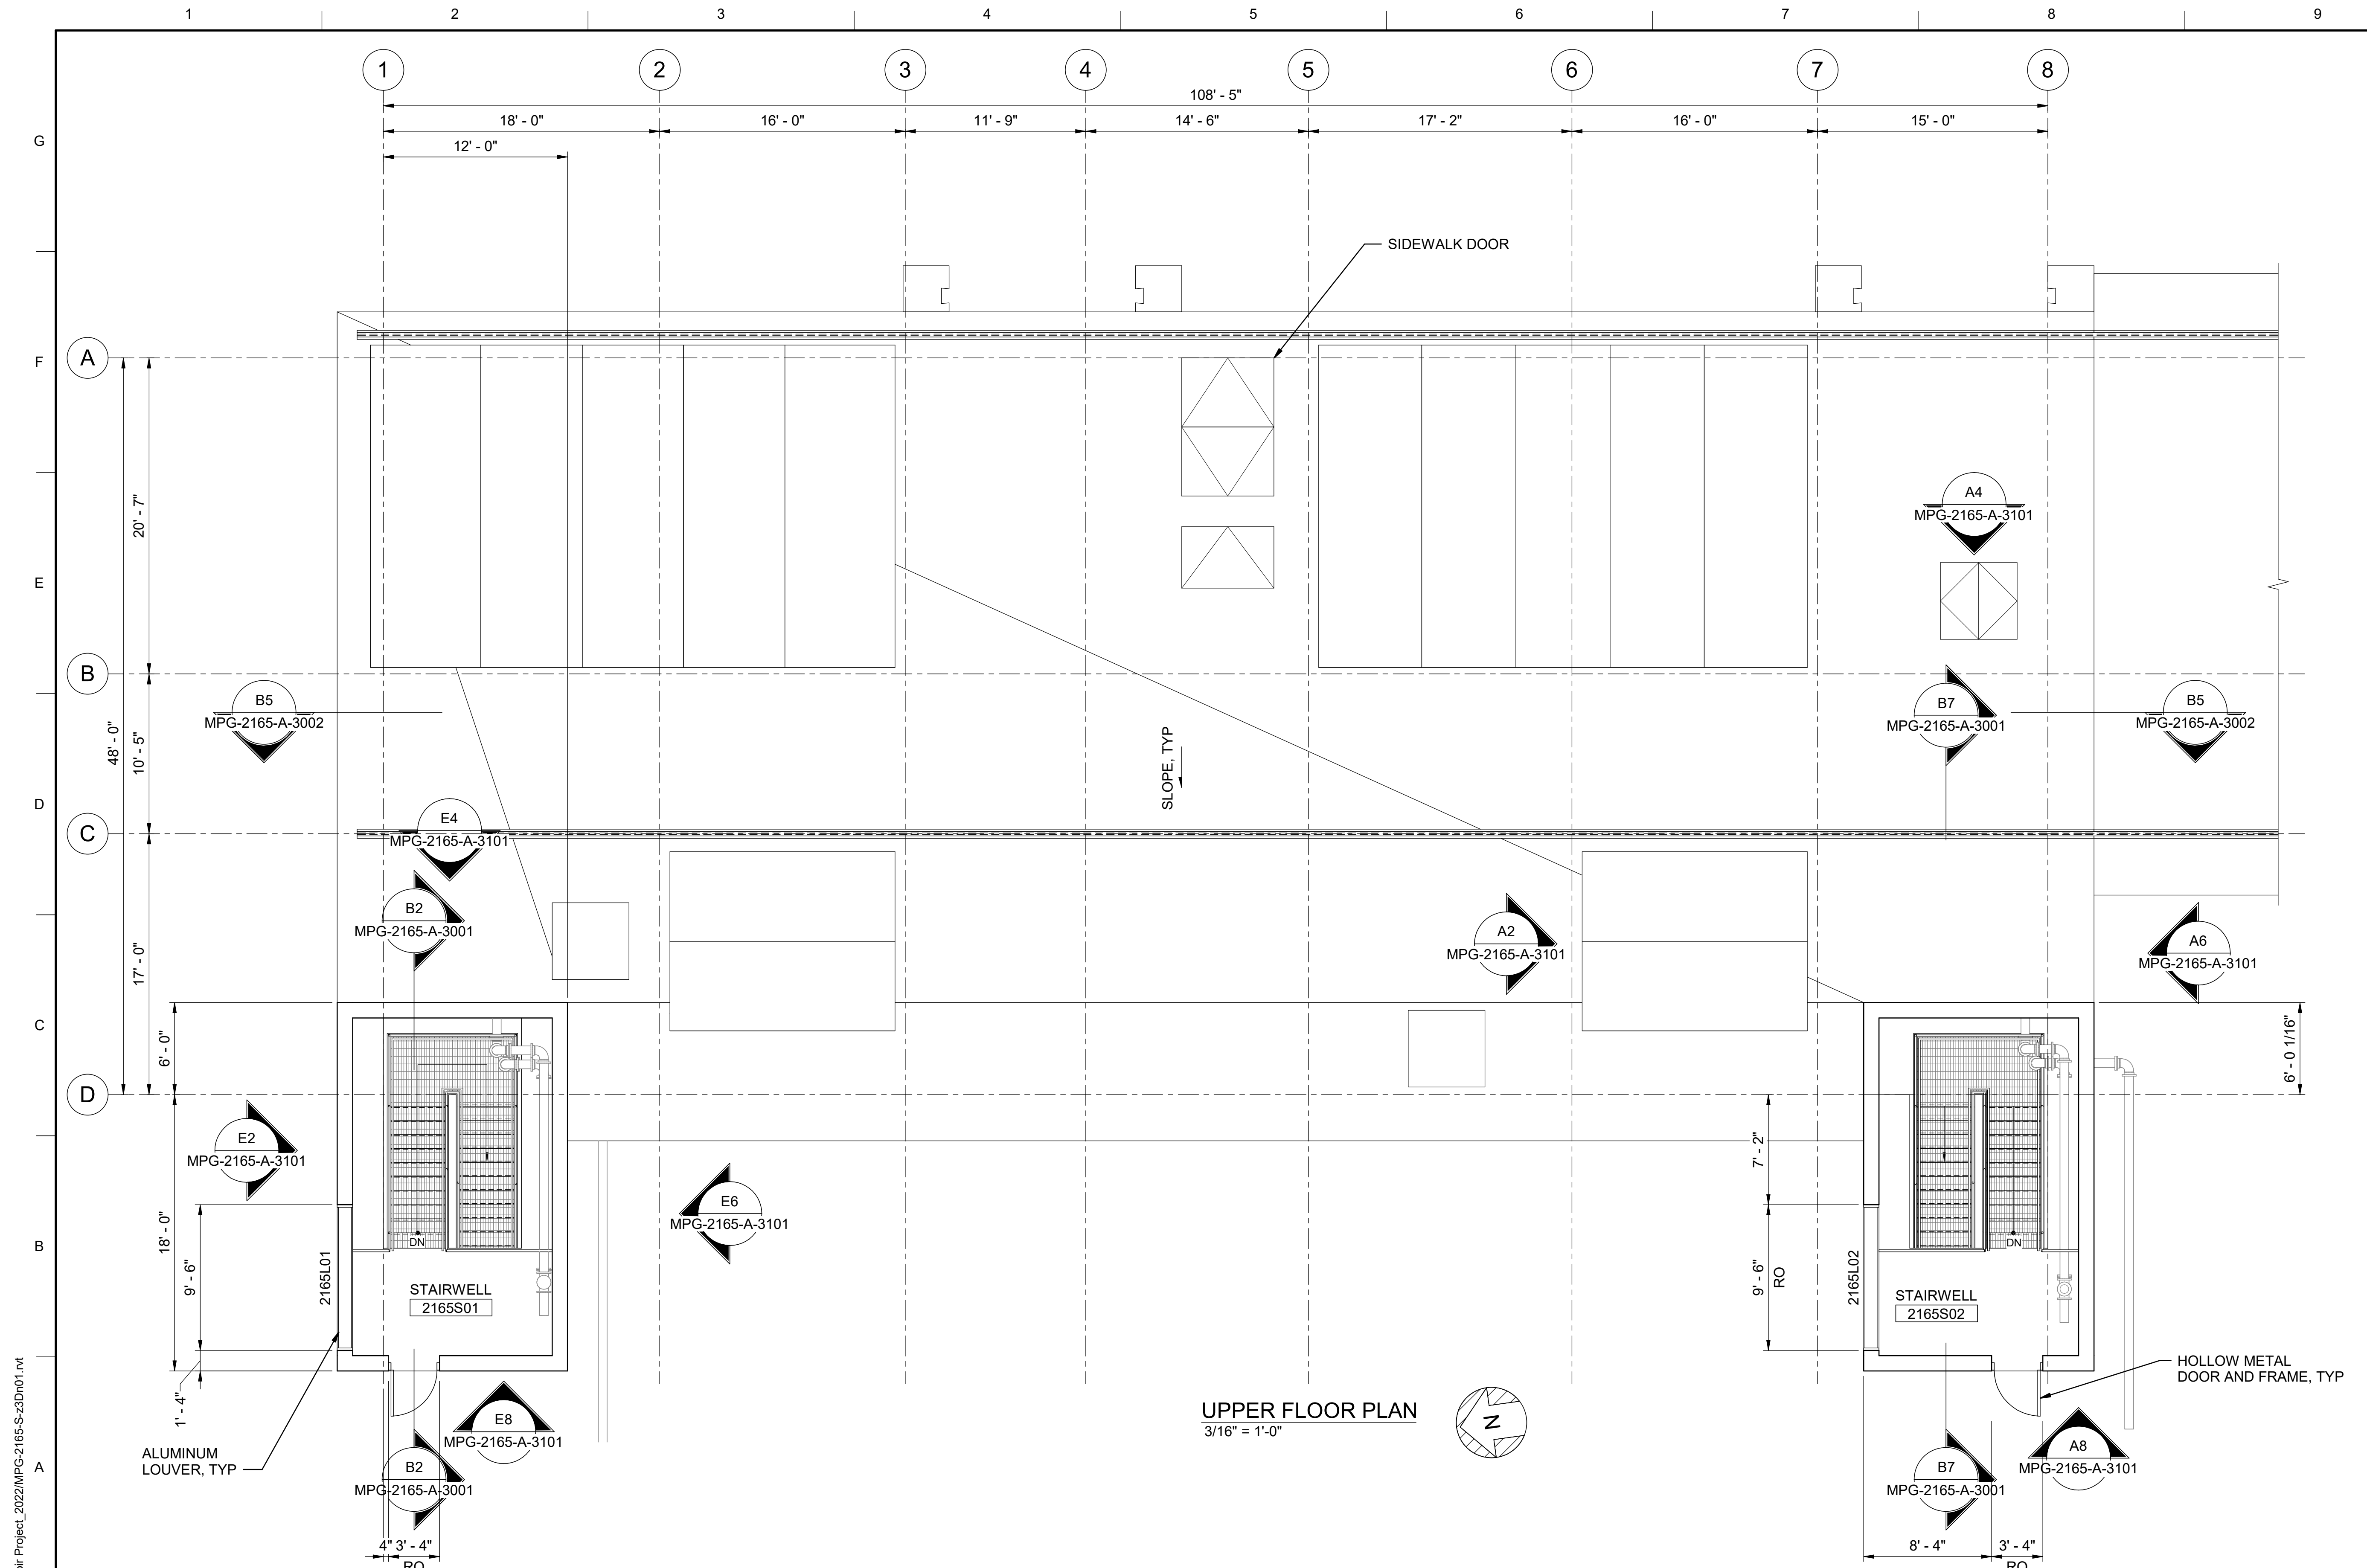 1 2 3 4 5 6 7 8 9
1 2 3 4 5 6 7 8
108' - 5"
18' - 0" 16' - 0" 11' - 9" 14' - 6" 17' - 2" 16' - 0" 15' - 0"
12' - 0"
G
SIDEWALK DOOR
F
A
A4
MPG-2165-A-3101
20' - 7"
E
B
B5
MPG-2165-A-3002
B7
MPG-2165-A-3001
B5
MPG-2165-A-3002
48' - 0"
10' - 5"
SLOPE, TYP
D
C
E4
MPG-2165-A-3101
B2
MPG-2165-A-3001
A2
MPG-2165-A-3101
A6
MPG-2165-A-3101
17' - 0"
C
6' - 0"
6' - 0 1/16"
D
E2
MPG-2165-A-3101
7' - 2"
E6
MPG-2165-A-3101
18' - 0"
B
DN
DN
9' - 6"
2165L01
STAIRWELL
2165S01
9' - 6"
RO
2165L02
STAIRWELL
2165S02
1' - 4"
HOLLOW METAL
DOOR AND FRAME, TYP
UPPER FLOOR PLAN
3/16" = 1'-0"
N
E8
MPG-2165-A-3101
A8
MPG-2165-A-3101
ALUMINUM
LOUVER, TYP
A
B2
MPG-2165-A-3001
B7
MPG-2165-A-3001
4" 3' - 4"
RO
8' - 4" 3' - 4"
RO
Project_2022/MPG-2165-S-z3Dn01.rvt